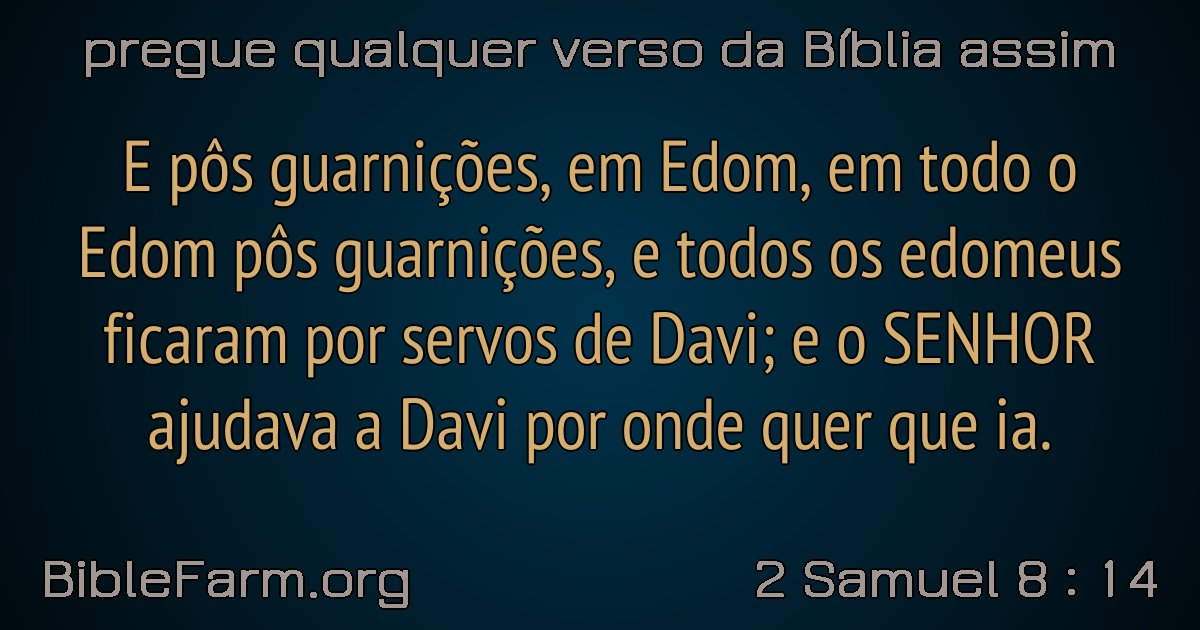 pregue qualquer verso da Bíblia assim
E pôs guarnições, em Edom, em todo o
Edom pôs guarnições, e todos os edomeus
ficaram por servos de Davi; e o SENHOR
ajudava a Davi por onde quer que ia.
BibleFarm.org
2 Samuel 8 : 14